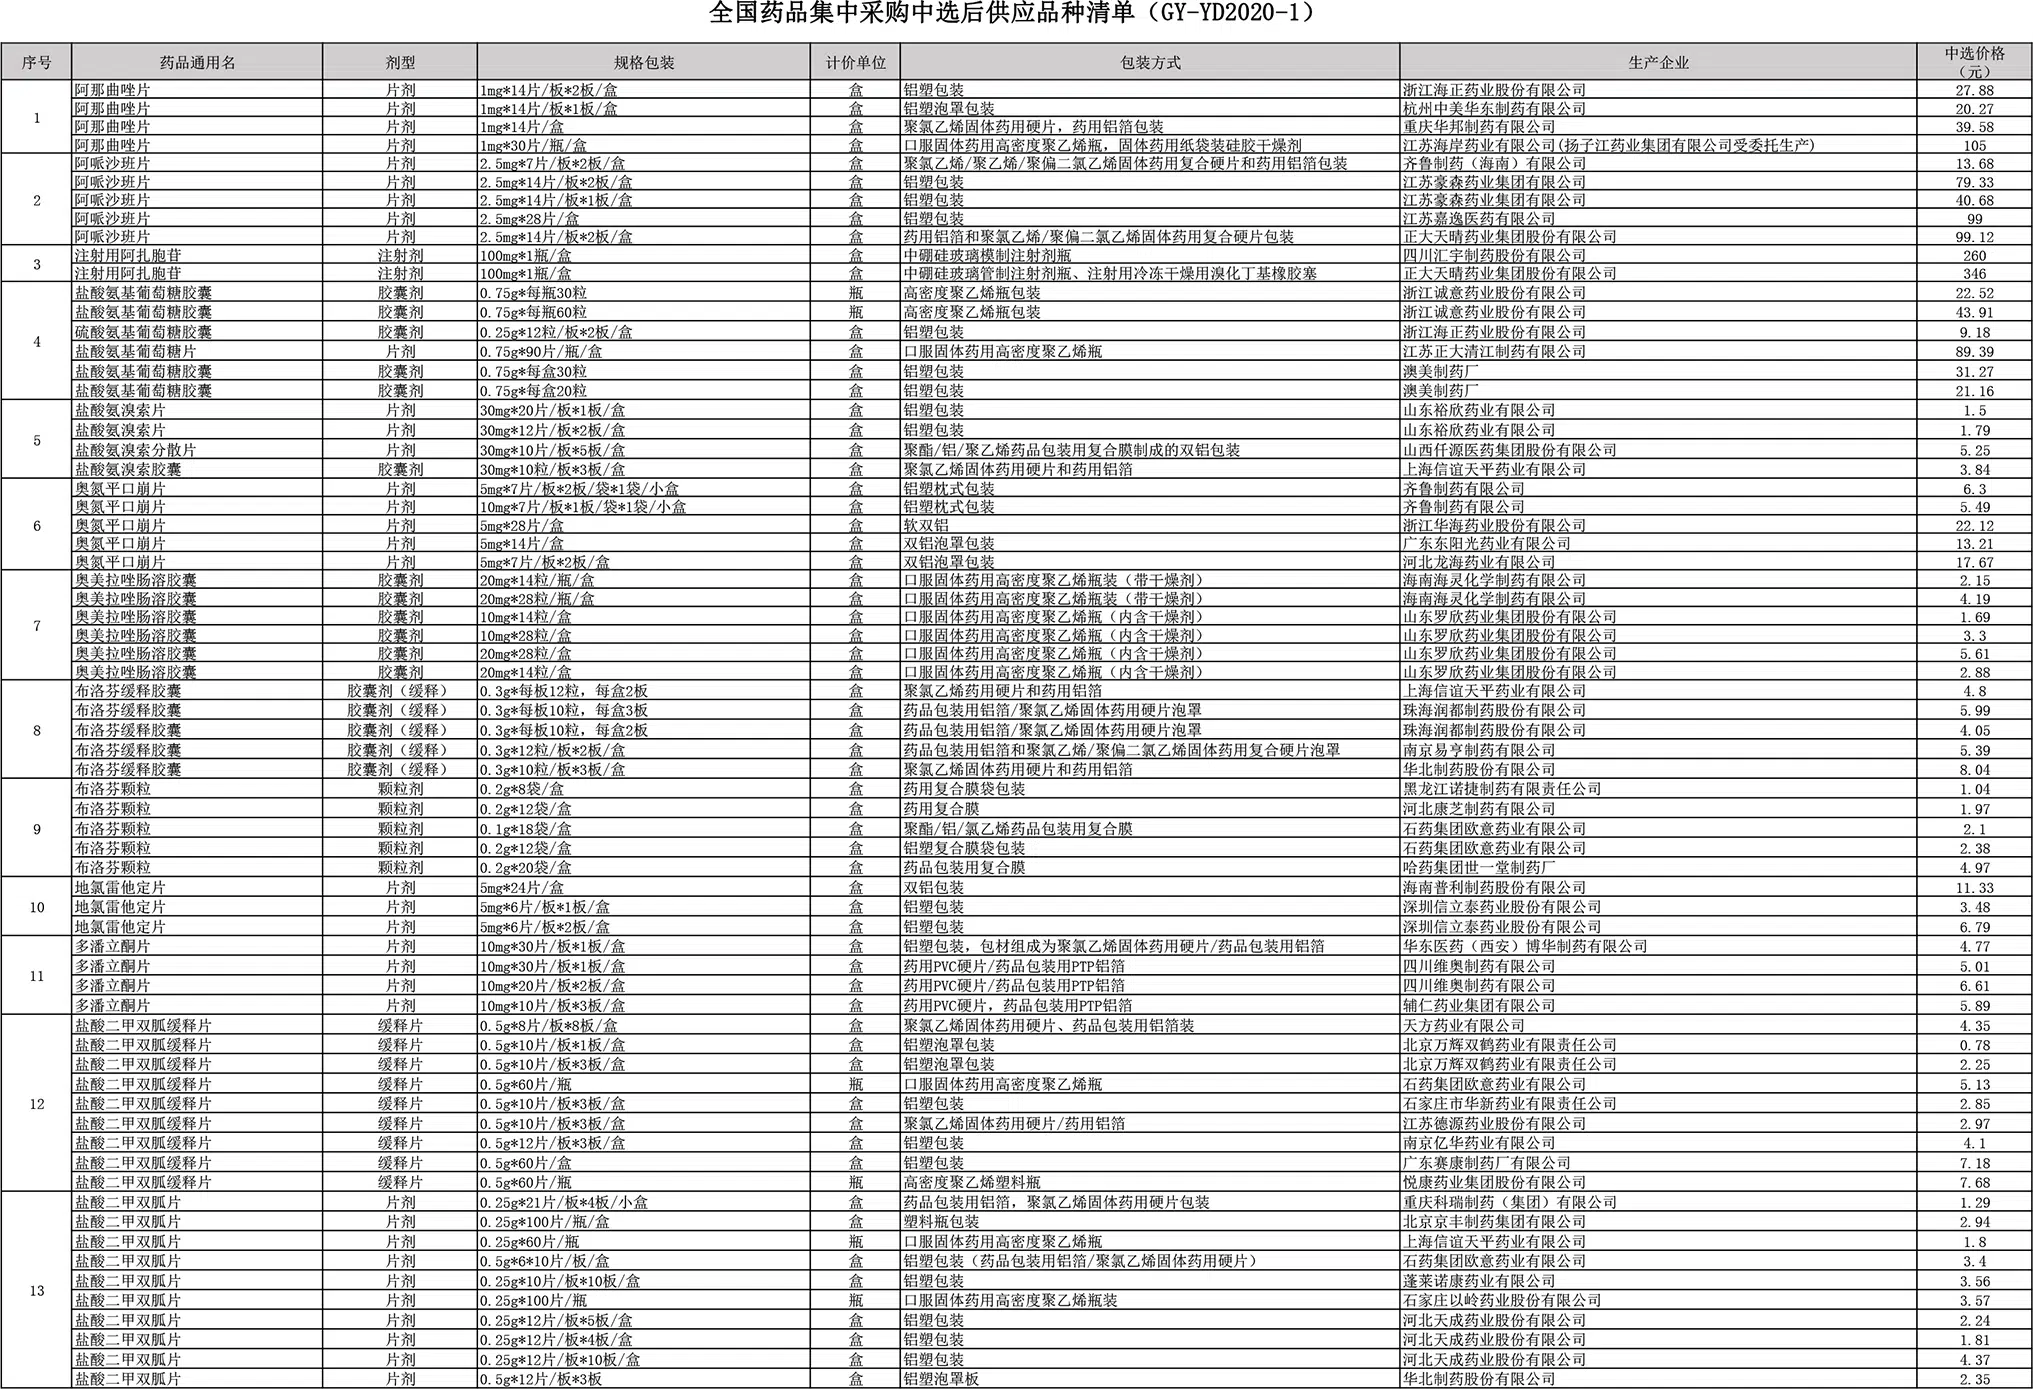 全国药品集中采购中选后供应品种清单（GY-YD2020-1）
序号 药品通用名 剂型 规格包装 计价单位 包装方式 生产企业 中选价格（元）
1
阿那曲唑片 片剂 1mg*14片/板*2板/盒 盒 铝塑包装 浙江海正药业股份有限公司 27.88
阿那曲唑片 片剂 1mg*14片/板*1板/盒 盒 铝塑泡罩包装 杭州中美华东制药有限公司 20.27
阿那曲唑片 片剂 1mg*14片/盒 盒 聚氯乙烯固体药用硬片，药用铝箔包装 重庆华邦制药有限公司 39.58
阿那曲唑片 片剂 1mg*30片/瓶/盒 盒 口服固体药用高密度聚乙烯瓶，固体药用纸袋装硅胶干燥剂 江苏海岸药业有限公司(扬子江药业集团有限公司受委托生产) 105
2
阿哌沙班片 片剂 2.5mg*7片/板*2板/盒 盒 聚氯乙烯/聚乙烯/聚偏二氯乙烯固体药用复合硬片和药用铝箔包装 齐鲁制药（海南）有限公司 13.68
阿哌沙班片 片剂 2.5mg*14片/板*2板/盒 盒 铝塑包装 江苏豪森药业集团有限公司 79.33
阿哌沙班片 片剂 2.5mg*14片/板*1板/盒 盒 铝塑包装 江苏豪森药业集团有限公司 40.68
阿哌沙班片 片剂 2.5mg*28片/盒 盒 铝塑包装 江苏嘉逸医药有限公司 99
阿哌沙班片 片剂 2.5mg*14片/板*2板/盒 盒 药用铝箔和聚氯乙烯/聚偏二氯乙烯固体药用复合硬片包装 正大天晴药业集团股份有限公司 99.12
3
注射用阿扎胞苷 注射剂 100mg*1瓶/盒 盒 中硼硅玻璃模制注射剂瓶 四川汇宇制药股份有限公司 260
注射用阿扎胞苷 注射剂 100mg*1瓶/盒 盒 中硼硅玻璃管制注射剂瓶、注射用冷冻干燥用溴化丁基橡胶塞 正大天晴药业集团股份有限公司 346
4
盐酸氨基葡萄糖胶囊 胶囊剂 0.75g*每瓶30粒 瓶 高密度聚乙烯瓶包装 浙江诚意药业股份有限公司 22.52
盐酸氨基葡萄糖胶囊 胶囊剂 0.75g*每瓶60粒 瓶 高密度聚乙烯瓶包装 浙江诚意药业股份有限公司 43.91
硫酸氨基葡萄糖胶囊 胶囊剂 0.25g*12粒/板*2板/盒 盒 铝塑包装 浙江海正药业股份有限公司 9.18
盐酸氨基葡萄糖片 片剂 0.75g*90片/瓶/盒 盒 口服固体药用高密度聚乙烯瓶 江苏正大清江制药有限公司 89.39
盐酸氨基葡萄糖胶囊 胶囊剂 0.75g*每盒30粒 盒 铝塑包装 澳美制药厂 31.27
盐酸氨基葡萄糖胶囊 胶囊剂 0.75g*每盒20粒 盒 铝塑包装 澳美制药厂 21.16
5
盐酸氨溴索片 片剂 30mg*20片/板*1板/盒 盒 铝塑包装 山东裕欣药业有限公司 1.5
盐酸氨溴索片 片剂 30mg*12片/板*2板/盒 盒 铝塑包装 山东裕欣药业有限公司 1.79
盐酸氨溴索分散片 片剂 30mg*10片/板*5板/盒 盒 聚酯/铝/聚乙烯药品包装用复合膜制成的双铝包装 山西仟源医药集团股份有限公司 5.25
盐酸氨溴索胶囊 胶囊剂 30mg*10粒/板*3板/盒 盒 聚氯乙烯固体药用硬片和药用铝箔 上海信谊天平药业有限公司 3.84
6
奥氮平口崩片 片剂 5mg*7片/板*2板/袋*1袋/小盒 盒 铝塑枕式包装 齐鲁制药有限公司 6.3
奥氮平口崩片 片剂 10mg*7片/板*1板/袋*1袋/小盒 盒 铝塑枕式包装 齐鲁制药有限公司 5.49
奥氮平口崩片 片剂 5mg*28片/盒 盒 软双铝 浙江华海药业股份有限公司 22.12
奥氮平口崩片 片剂 5mg*14片/盒 盒 双铝泡罩包装 广东东阳光药业有限公司 13.21
奥氮平口崩片 片剂 5mg*7片/板*2板/盒 盒 双铝泡罩包装 河北龙海药业有限公司 17.67
7
奥美拉唑肠溶胶囊 胶囊剂 20mg*14粒/瓶/盒 盒 口服固体药用高密度聚乙烯瓶装（带干燥剂） 海南海灵化学制药有限公司 2.15
奥美拉唑肠溶胶囊 胶囊剂 20mg*28粒/瓶/盒 盒 口服固体药用高密度聚乙烯瓶装（带干燥剂） 海南海灵化学制药有限公司 4.19
奥美拉唑肠溶胶囊 胶囊剂 10mg*14粒/盒 盒 口服固体药用高密度聚乙烯瓶（内含干燥剂） 山东罗欣药业集团股份有限公司 1.69
奥美拉唑肠溶胶囊 胶囊剂 10mg*28粒/盒 盒 口服固体药用高密度聚乙烯瓶（内含干燥剂） 山东罗欣药业集团股份有限公司 3.3
奥美拉唑肠溶胶囊 胶囊剂 20mg*28粒/盒 盒 口服固体药用高密度聚乙烯瓶（内含干燥剂） 山东罗欣药业集团股份有限公司 5.61
奥美拉唑肠溶胶囊 胶囊剂 20mg*14粒/盒 盒 口服固体药用高密度聚乙烯瓶（内含干燥剂） 山东罗欣药业集团股份有限公司 2.88
8
布洛芬缓释胶囊 胶囊剂（缓释） 0.3g*每板12粒，每盒2板 盒 聚氯乙烯药用硬片和药用铝箔 上海信谊天平药业有限公司 4.8
布洛芬缓释胶囊 胶囊剂（缓释） 0.3g*每板10粒，每盒3板 盒 药品包装用铝箔/聚氯乙烯固体药用硬片泡罩 珠海润都制药股份有限公司 5.99
布洛芬缓释胶囊 胶囊剂（缓释） 0.3g*每板10粒，每盒2板 盒 药品包装用铝箔/聚氯乙烯固体药用硬片泡罩 珠海润都制药股份有限公司 4.05
布洛芬缓释胶囊 胶囊剂（缓释） 0.3g*12粒/板*2板/盒 盒 药品包装用铝箔和聚氯乙烯/聚偏二氯乙烯固体药用复合硬片泡罩 南京易亨制药有限公司 5.39
布洛芬缓释胶囊 胶囊剂（缓释） 0.3g*10粒/板*3板/盒 盒 聚氯乙烯固体药用硬片和药用铝箔 华北制药股份有限公司 8.04
9
布洛芬颗粒 颗粒剂 0.2g*8袋/盒 盒 药用复合膜袋包装 黑龙江诺捷制药有限责任公司 1.04
布洛芬颗粒 颗粒剂 0.2g*12袋/盒 盒 药用复合膜 河北康芝制药有限公司 1.97
布洛芬颗粒 颗粒剂 0.1g*18袋/盒 盒 聚酯/铝/氯乙烯药品包装用复合膜 石药集团欧意药业有限公司 2.1
布洛芬颗粒 颗粒剂 0.2g*12袋/盒 盒 铝塑复合膜袋包装 石药集团欧意药业有限公司 2.38
布洛芬颗粒 颗粒剂 0.2g*20袋/盒 盒 药品包装用复合膜 哈药集团世一堂制药厂 4.97
10
地氯雷他定片 片剂 5mg*24片/盒 盒 双铝包装 海南普利制药股份有限公司 11.33
地氯雷他定片 片剂 5mg*6片/板*1板/盒 盒 铝塑包装 深圳信立泰药业股份有限公司 3.48
地氯雷他定片 片剂 5mg*6片/板*2板/盒 盒 铝塑包装 深圳信立泰药业股份有限公司 6.79
11
多潘立酮片 片剂 10mg*30片/板*1板/盒 盒 铝塑包装，包材组成为聚氯乙烯固体药用硬片/药品包装用铝箔 华东医药（西安）博华制药有限公司 4.77
多潘立酮片 片剂 10mg*30片/板*1板/盒 盒 药用PVC硬片/药品包装用PTP铝箔 四川维奥制药有限公司 5.01
多潘立酮片 片剂 10mg*20片/板*2板/盒 盒 药用PVC硬片/药品包装用PTP铝箔 四川维奥制药有限公司 6.61
多潘立酮片 片剂 10mg*10片/板*3板/盒 盒 药用PVC硬片，药品包装用PTP铝箔 辅仁药业集团有限公司 5.89
12
盐酸二甲双胍缓释片 缓释片 0.5g*8片/板*8板/盒 盒 聚氯乙烯固体药用硬片、药品包装用铝箔装 天方药业有限公司 4.35
盐酸二甲双胍缓释片 缓释片 0.5g*10片/板*1板/盒 盒 铝塑泡罩包装 北京万辉双鹤药业有限责任公司 0.78
盐酸二甲双胍缓释片 缓释片 0.5g*10片/板*3板/盒 盒 铝塑泡罩包装 北京万辉双鹤药业有限责任公司 2.25
盐酸二甲双胍缓释片 缓释片 0.5g*60片/瓶 瓶 口服固体药用高密度聚乙烯瓶 石药集团欧意药业有限公司 5.13
盐酸二甲双胍缓释片 缓释片 0.5g*10片/板*3板/盒 盒 铝塑包装 石家庄市华新药业有限责任公司 2.85
盐酸二甲双胍缓释片 缓释片 0.5g*10片/板*3板/盒 盒 聚氯乙烯固体药用硬片/药用铝箔 江苏德源药业股份有限公司 2.97
盐酸二甲双胍缓释片 缓释片 0.5g*12片/板*3板/盒 盒 铝塑包装 南京亿华药业有限公司 4.1
盐酸二甲双胍缓释片 缓释片 0.5g*60片/盒 盒 铝塑包装 广东赛康制药厂有限公司 7.18
盐酸二甲双胍缓释片 缓释片 0.5g*60片/瓶 瓶 高密度聚乙烯塑料瓶 悦康药业集团股份有限公司 7.68
13
盐酸二甲双胍片 片剂 0.25g*21片/板*4板/小盒 盒 药品包装用铝箔，聚氯乙烯固体药用硬片包装 重庆科瑞制药（集团）有限公司 1.29
盐酸二甲双胍片 片剂 0.25g*100片/瓶/盒 盒 塑料瓶包装 北京京丰制药集团有限公司 2.94
盐酸二甲双胍片 片剂 0.25g*60片/瓶 瓶 口服固体药用高密度聚乙烯瓶 上海信谊天平药业有限公司 1.8
盐酸二甲双胍片 片剂 0.5g*6*10片/板/盒 盒 铝塑包装（药品包装用铝箔/聚氯乙烯固体药用硬片） 石药集团欧意药业有限公司 3.4
盐酸二甲双胍片 片剂 0.25g*10片/板*10板/盒 盒 铝塑包装 蓬莱诺康药业有限公司 3.56
盐酸二甲双胍片 片剂 0.25g*100片/瓶 瓶 口服固体药用高密度聚乙烯瓶装 石家庄以岭药业股份有限公司 3.57
盐酸二甲双胍片 片剂 0.25g*12片/板*5板/盒 盒 铝塑包装 河北天成药业股份有限公司 2.24
盐酸二甲双胍片 片剂 0.25g*12片/板*4板/盒 盒 铝塑包装 河北天成药业股份有限公司 1.81
盐酸二甲双胍片 片剂 0.25g*12片/板*10板/盒 盒 铝塑包装 河北天成药业股份有限公司 4.37
盐酸二甲双胍片 片剂 0.5g*12片/板*3板 盒 铝塑泡罩板 华北制药股份有限公司 2.35